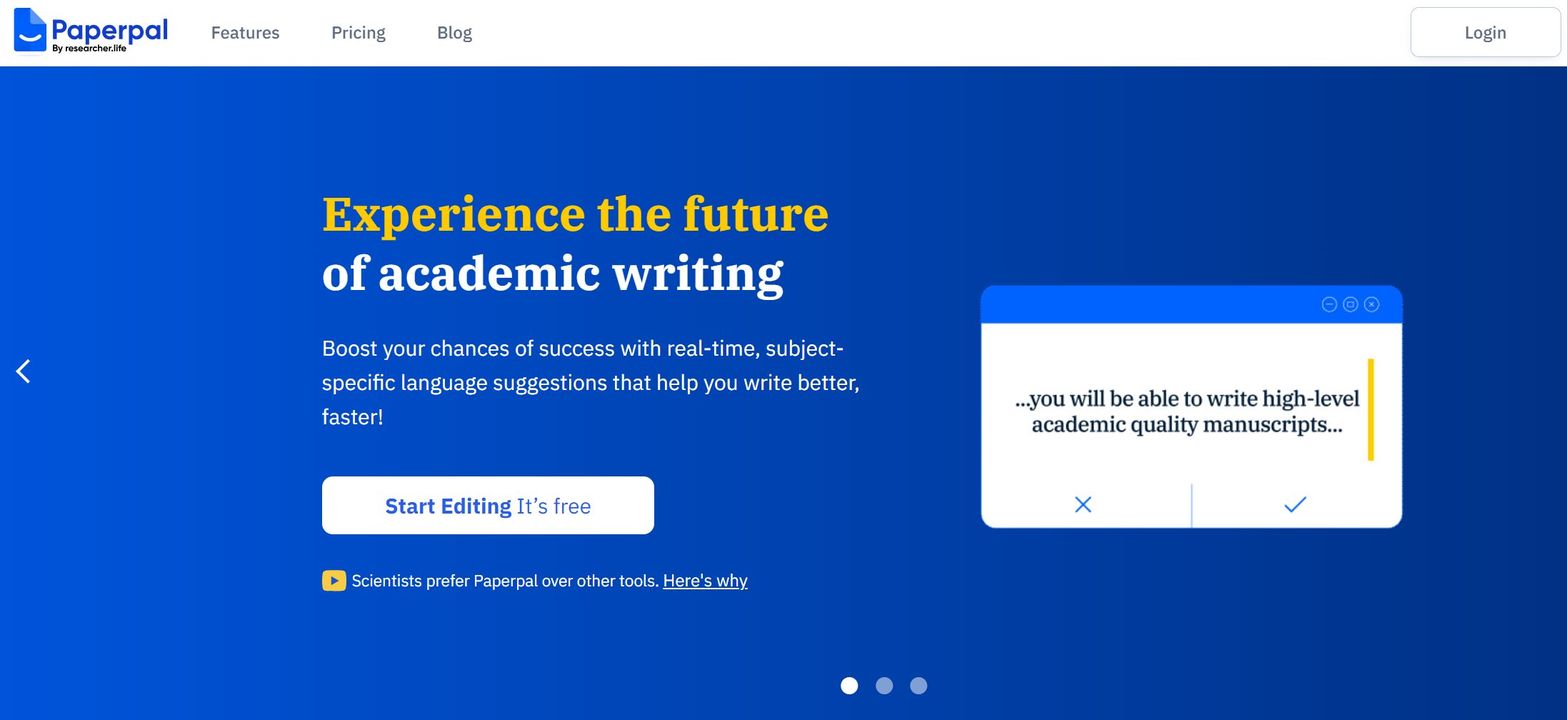 Paperpal
By researcher.life
Features
Pricing
Blog
Login
Experience the future
of academic writing
Boost your chances of success with real-time, subject-
specific language suggestions that help you write better,
faster!
Start Editing It’s free
Scientists prefer Paperpal over other tools. Here's why
...you will be able to write high-level
academic quality manuscripts...